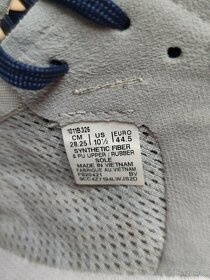 1011B326
CM US EURO
28.25 10½ 44.5
SYNTHETIC FIBER
& PU UPPER / RUBBER
SOLE
MADE IN VIETNAM
FABRIQUE AU VIETNAM
BV